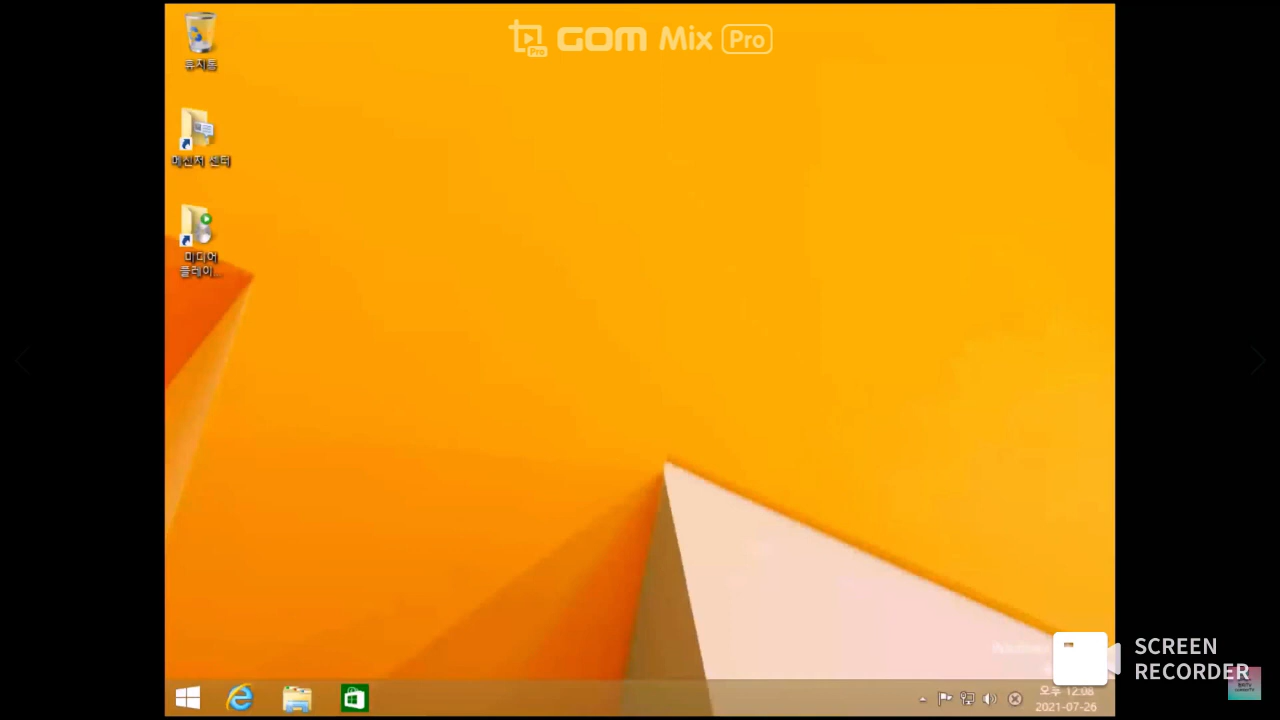 GOM Mix Pro
Pro
휴지통
메신저 센터
미디어
플레이...
SCREEN
RECORDER
오후 12:08
2021-07-26